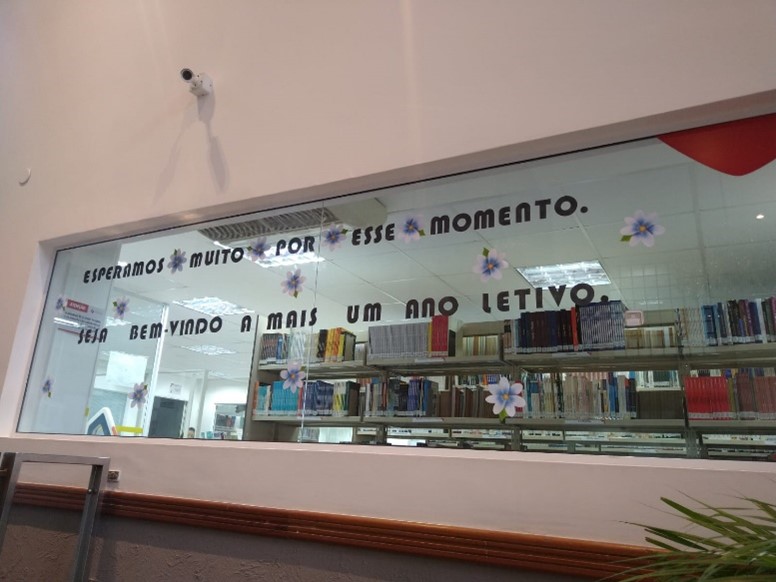 ESPERAMOS MUITO POR ESSE MOMENTO.
SEJA BEM-VINDO A MAIS UM ANO LETIVO.